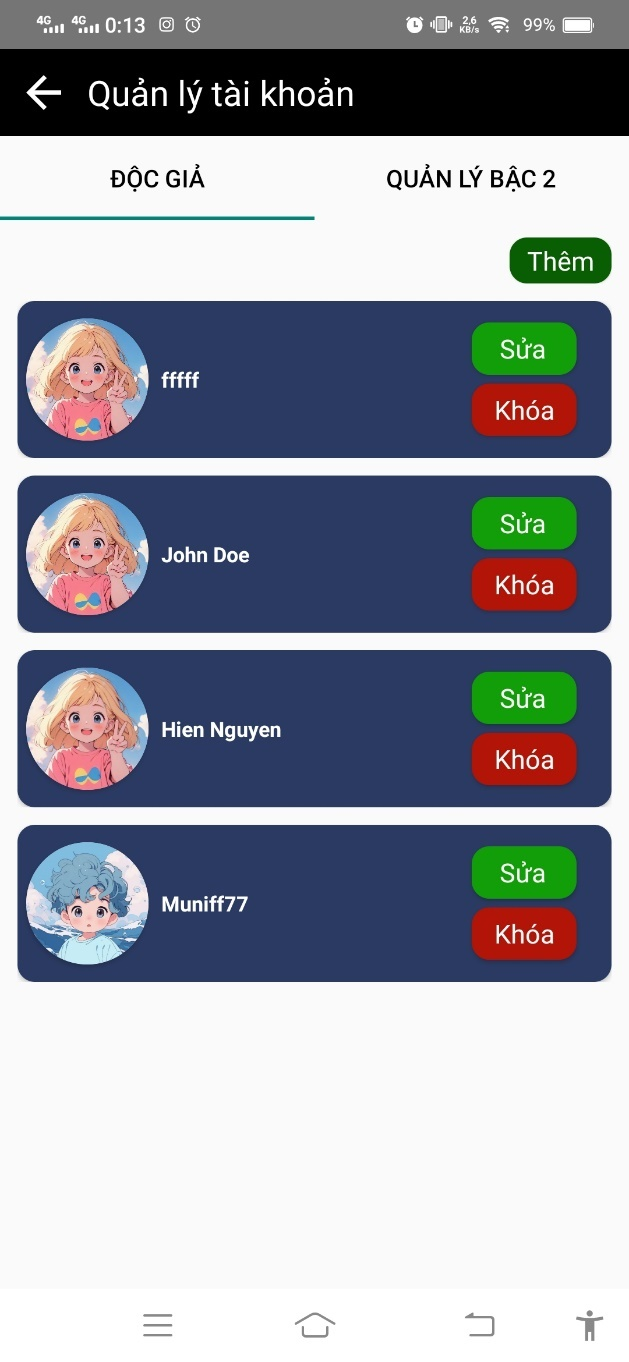 4G 4G 0:13 2,6 KB/s 99%
Quản lý tài khoản
ĐỘC GIẢ QUẢN LÝ BẬC 2
Thêm
fffff
Sửa
Khóa
John Doe
Sửa
Khóa
Hien Nguyen
Sửa
Khóa
Muniff77
Sửa
Khóa